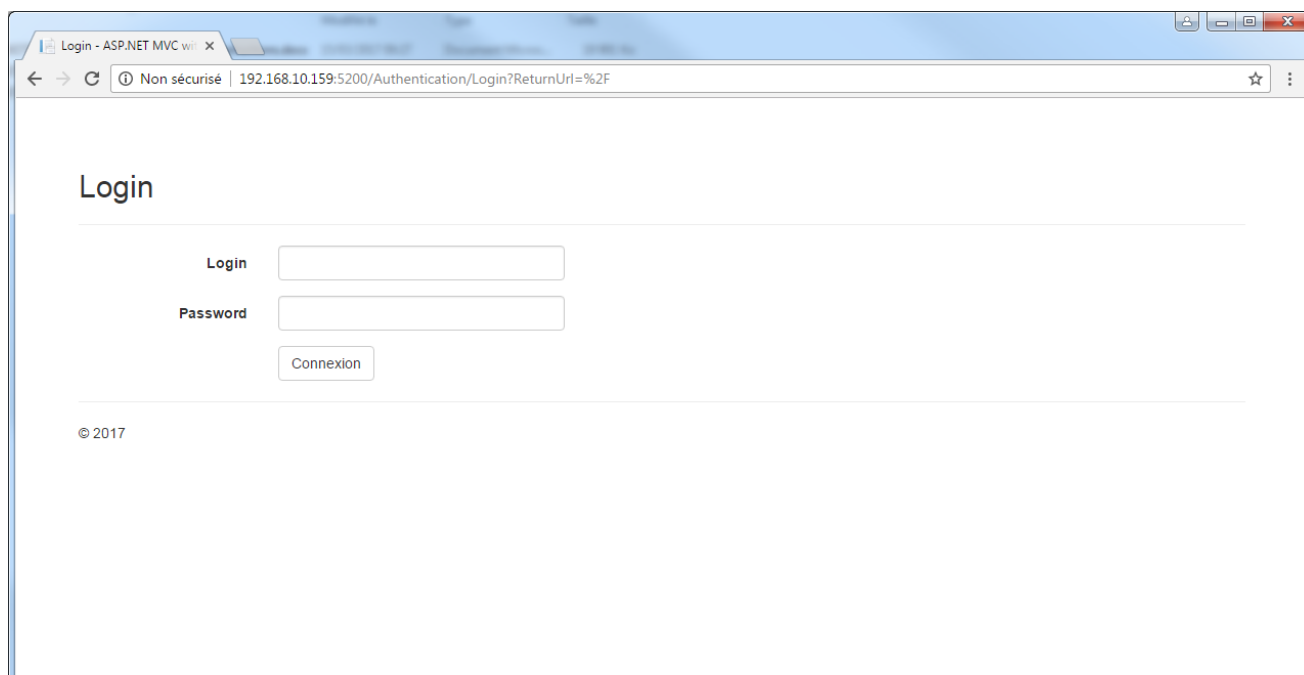 Login - ASP.NET MVC wit
Non sécurisé | 192.168.10.159:5200/Authentication/Login?ReturnUrl=%2F
Login
Login
Password
Connexion
© 2017